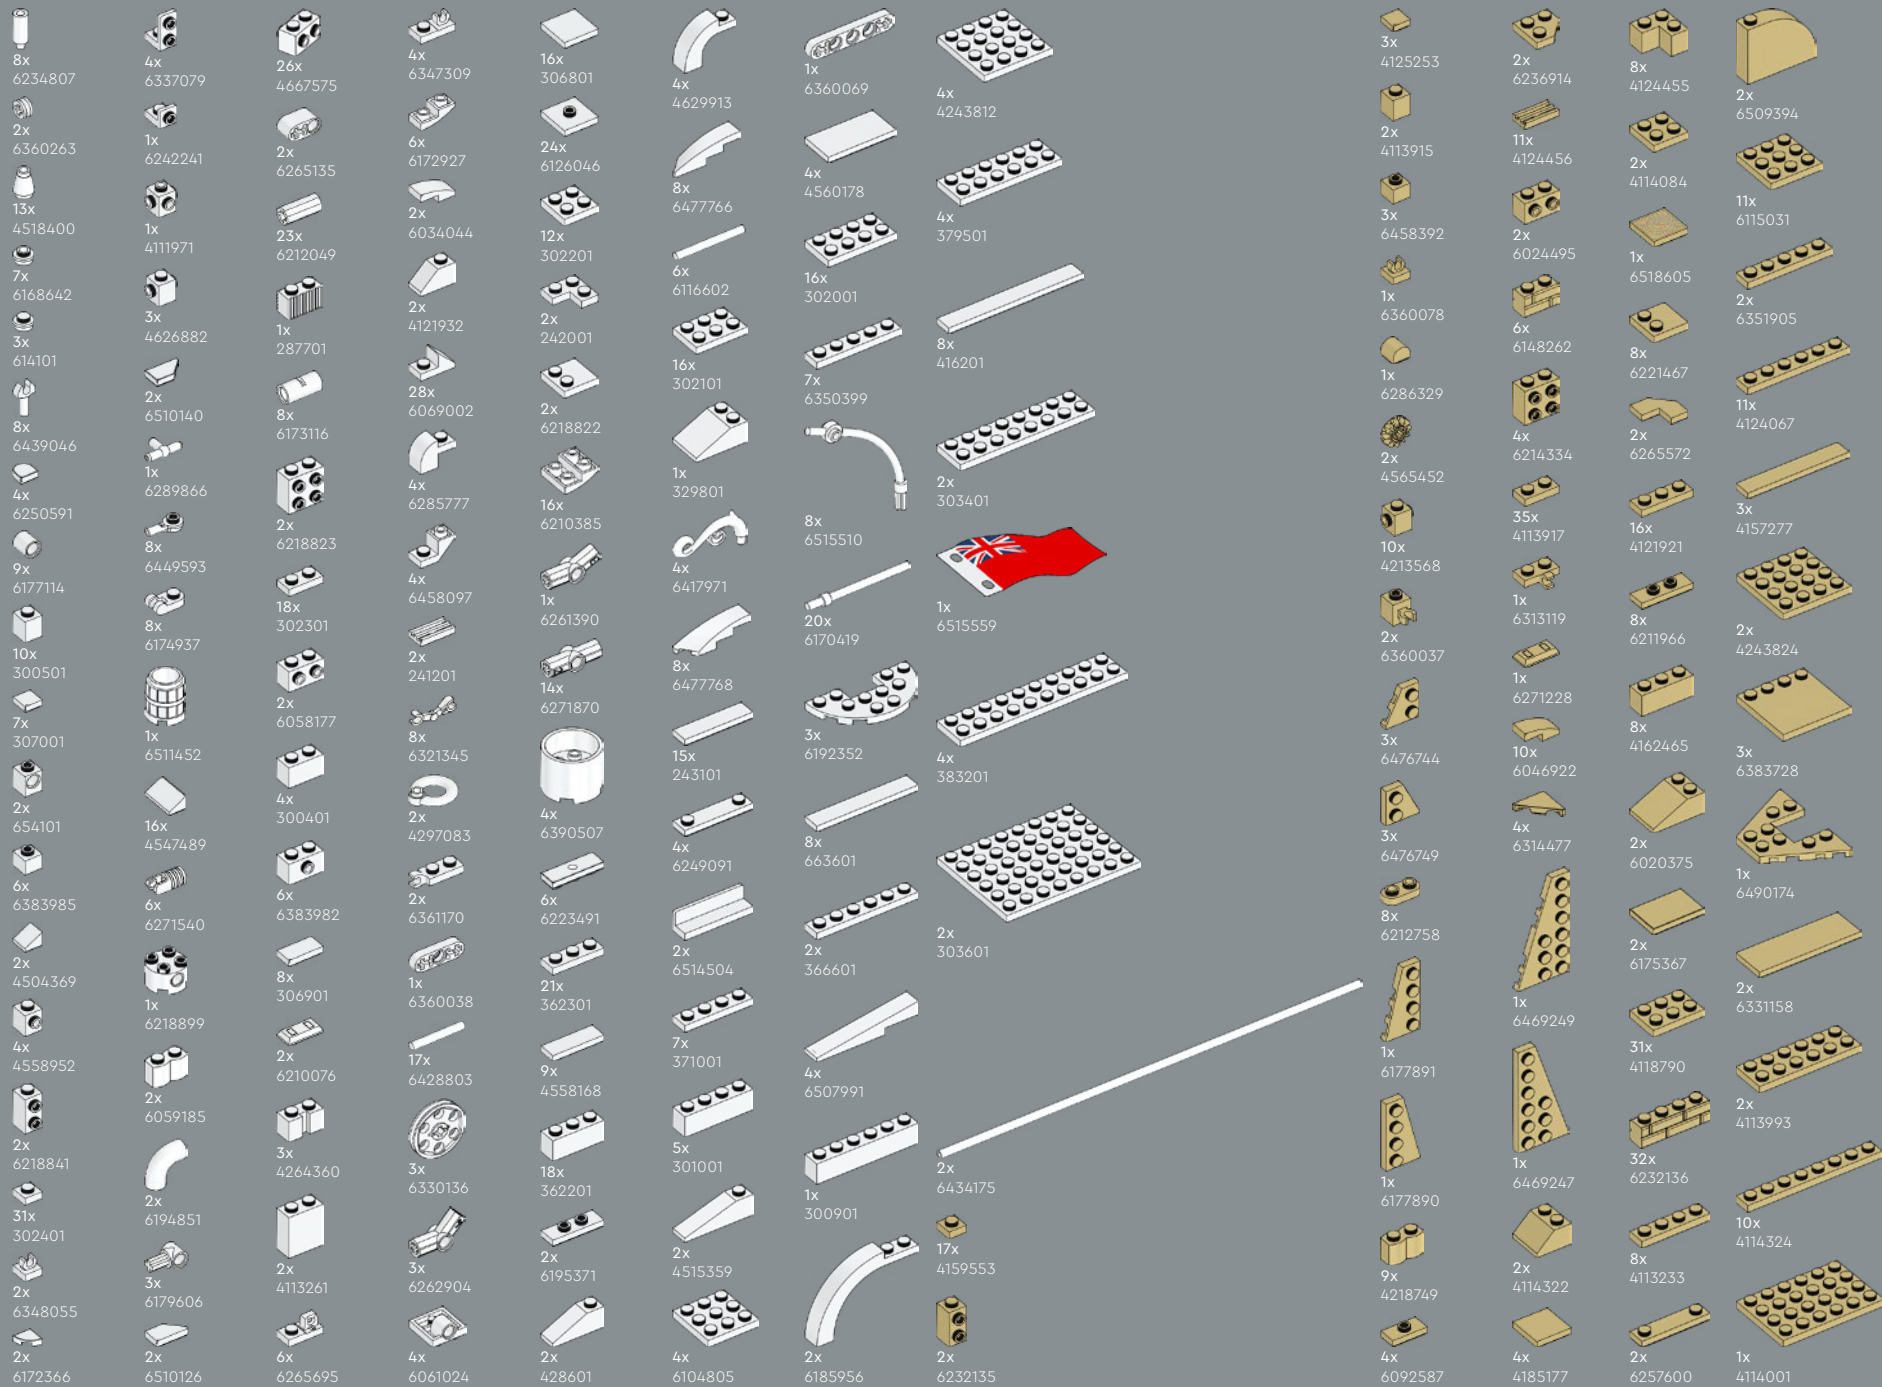 8x
6234807
2x
6360263
13x
4518400
7x
6168642
3x
614101
8x
6439046
4x
6250591
9x
6177114
10x
300501
7x
307001
2x
654101
6x
6383985
2x
4504369
4x
4558952
2x
6218841
31x
302401
2x
6348055
2x
6172366
4x
6337079
1x
6242241
1x
4111971
3x
4626882
2x
6510140
1x
6289866
8x
6449593
8x
6174937
1x
6511452
16x
4547489
6x
6271540
1x
6218899
2x
6059185
2x
6194851
3x
6179606
2x
6510126
26x
4667575
2x
6265135
23x
6212049
1x
287701
8x
6173116
2x
6218823
18x
302301
2x
6058177
4x
300401
6x
6383982
8x
306901
2x
6210076
3x
4264360
2x
4113261
6x
6265695
4x
6347309
6x
6172927
2x
6034044
2x
4121932
28x
6069002
4x
6285777
4x
6458097
2x
241201
8x
6321345
2x
4297083
2x
6361170
1x
6360038
17x
6428803
3x
6330136
3x
6262904
4x
6061024
16x
306801
24x
6126046
12x
302201
2x
242001
2x
6218822
16x
6210385
1x
6261390
14x
6271870
4x
6390507
6x
6223491
21x
362301
9x
4558168
18x
362201
2x
6195371
2x
428601
4x
4629913
8x
6477766
6x
6116602
16x
302101
1x
329801
4x
6417971
8x
6477768
15x
243101
4x
6249091
2x
6514504
7x
371001
5x
301001
2x
4515359
4x
6104805
1x
6360069
4x
4560178
16x
302001
7x
6350399
8x
6515510
20x
6170419
3x
6192352
8x
663601
2x
366601
4x
6507991
1x
300901
2x
6185956
4x
4243812
4x
379501
8x
416201
2x
303401
1x
6515559
4x
383201
2x
303601
2x
6434175
17x
4159553
2x
6232135
3x
4125253
2x
4113915
3x
6458392
1x
6360078
1x
6286329
2x
4565452
10x
4213568
2x
6360037
3x
6476744
3x
6476749
8x
6212758
1x
6177891
1x
6177890
9x
4218749
4x
6092587
2x
6236914
11x
4124456
2x
6024495
6x
6148262
4x
6214334
35x
4113917
1x
6313119
1x
6271228
10x
6046922
4x
6314477
1x
6469249
1x
6469247
2x
4114322
4x
4185177
8x
4124455
2x
4114084
1x
6518605
8x
6221467
2x
6265572
16x
4121921
8x
6211966
8x
4162465
2x
6020375
2x
6175367
31x
4118790
32x
6232136
8x
4113233
2x
6257600
2x
6509394
11x
6115031
2x
6351905
11x
4124067
3x
4157277
2x
4243824
3x
6383728
1x
6490174
2x
6331158
2x
4113993
10x
4114324
1x
4114001